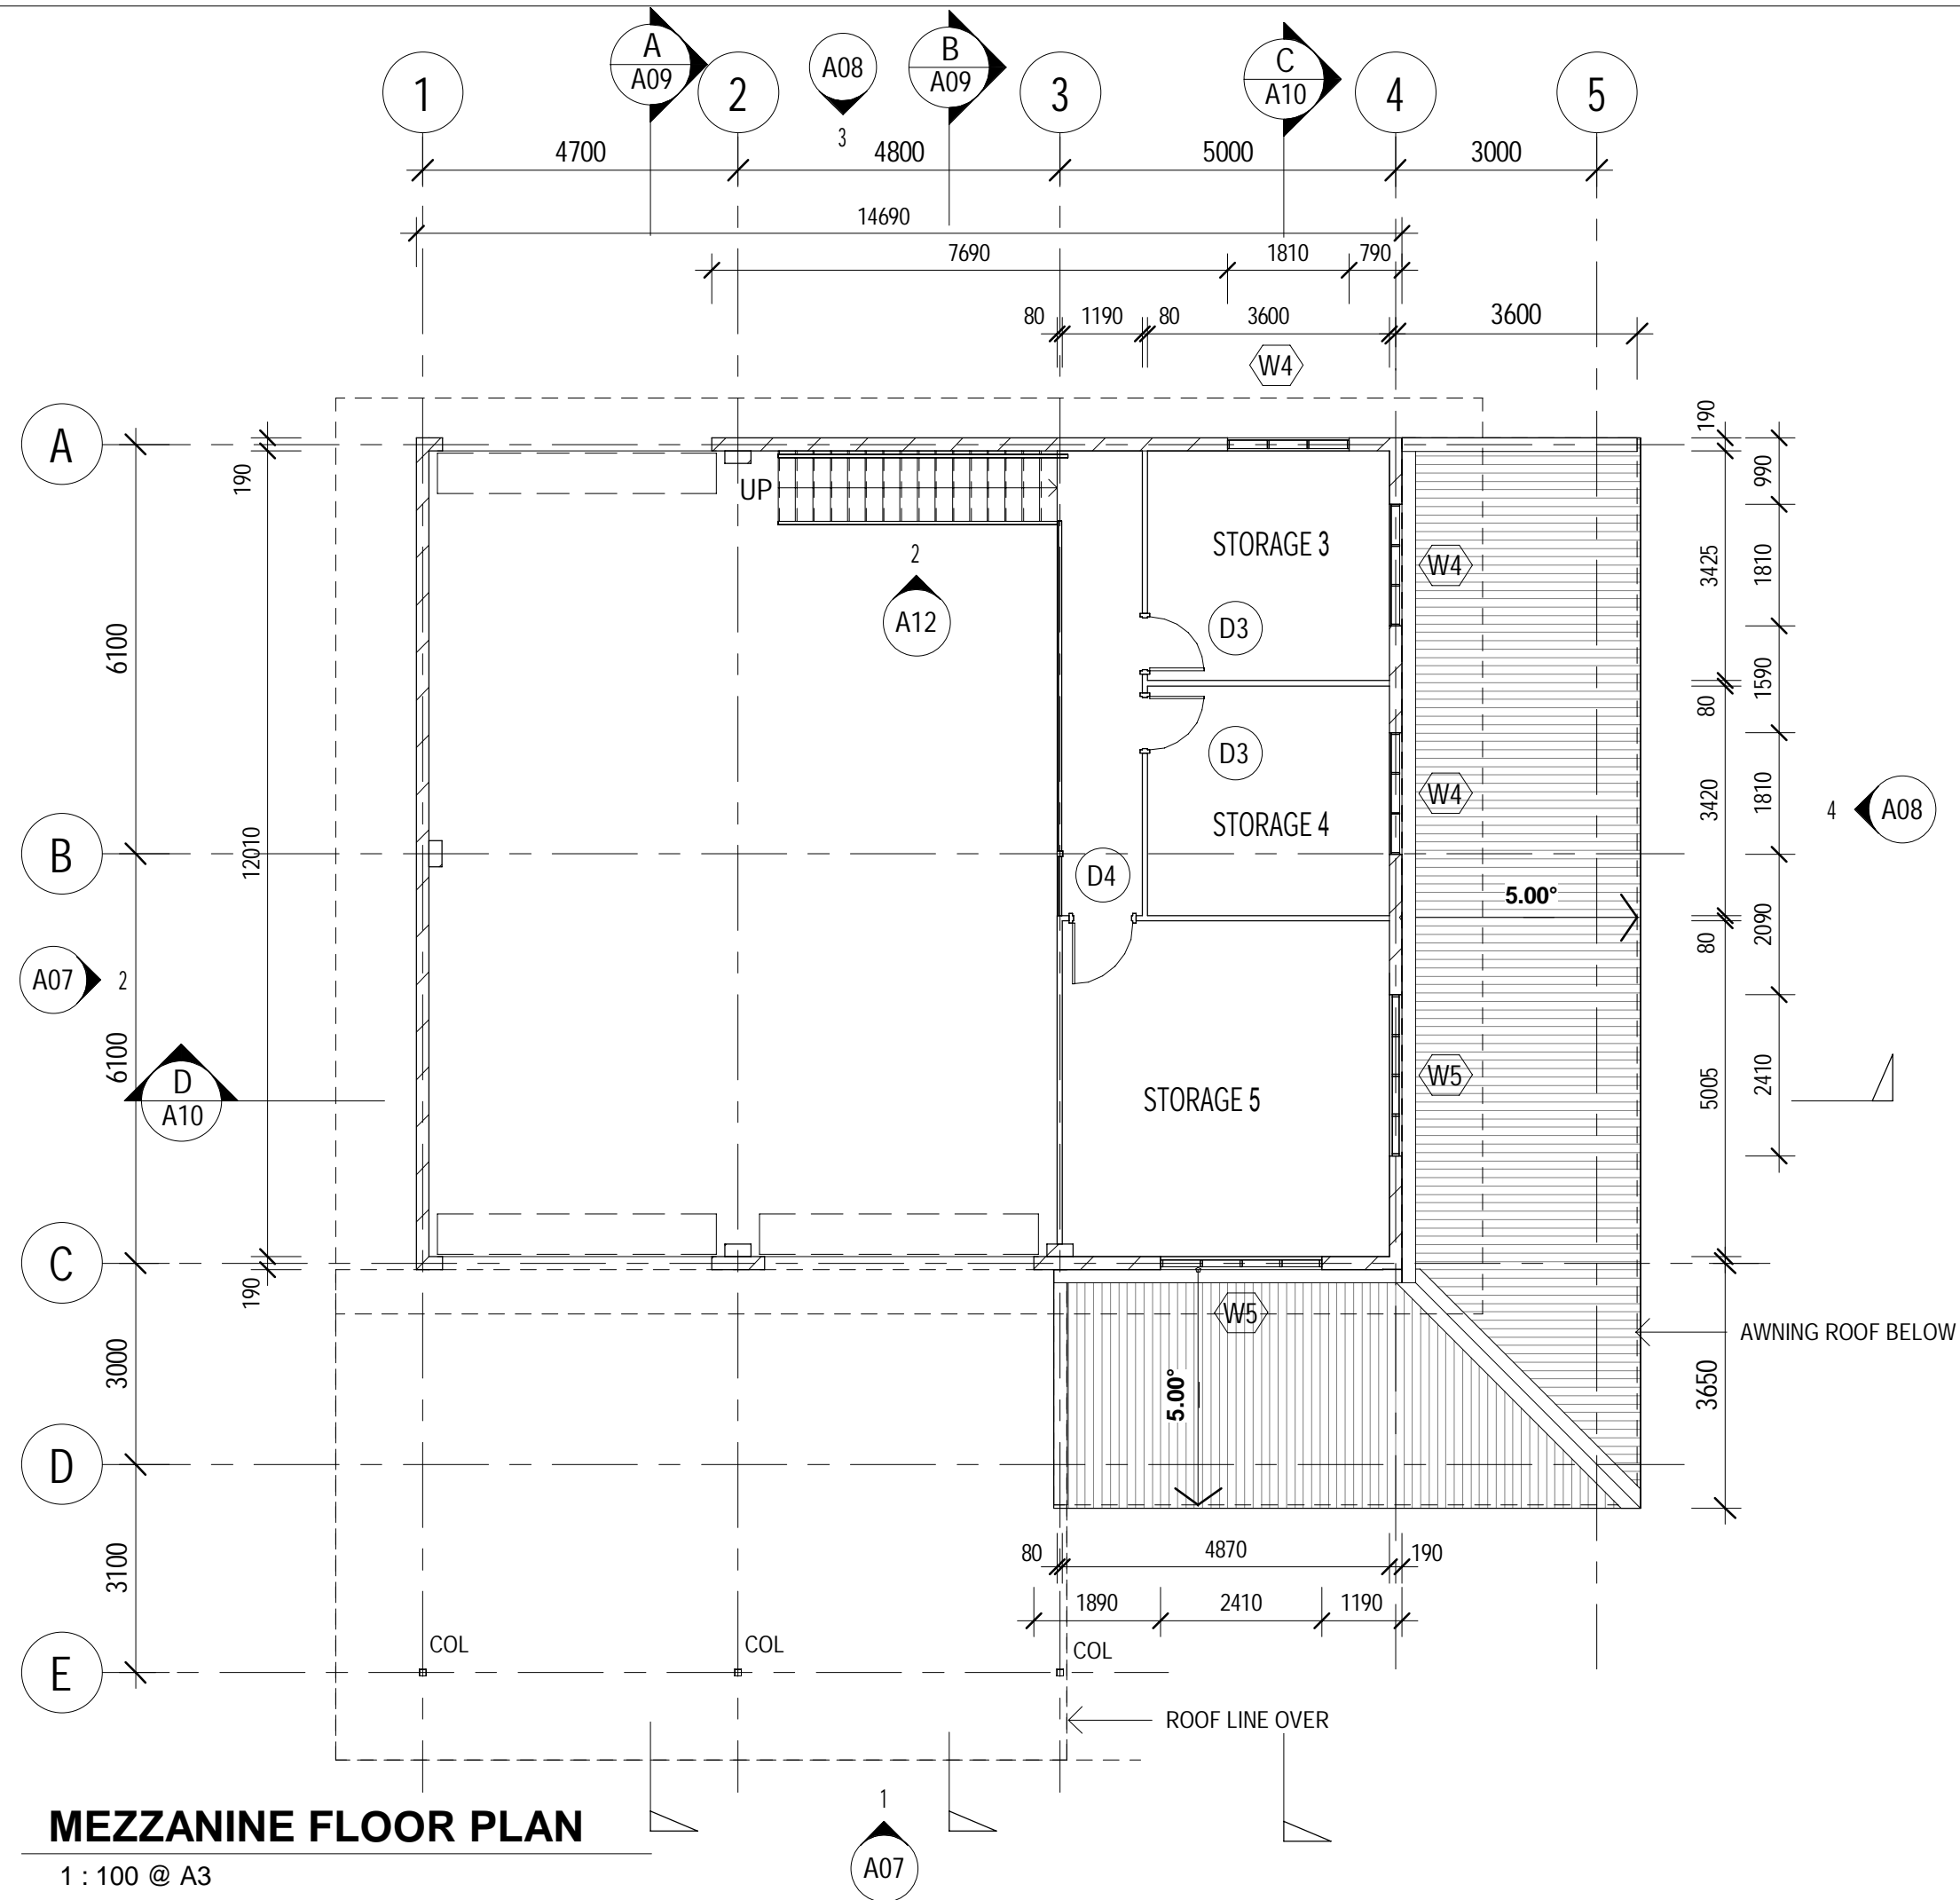 A
A09
A08
3
B
A09
C
A10
1
2
3
4
5
4700
4800
5000
3000
14690
7690
1810
790
80
1190
80
3600
3600
W4
A
190
190
990
UP
STORAGE 3
2
A12
D3
W4
3425
1810
6100
1590
80
D3
STORAGE 4
W4
3420
1810
4
A08
B
12010
D4
5.00°
2090
80
A07
2
6100
D
A10
STORAGE 5
W5
5005
2410
C
190
W5
AWNING ROOF BELOW
3000
5.00°
3650
D
80
4870
190
3100
1890
2410
1190
COL
COL
COL
E
ROOF LINE OVER
1
A07
MEZZANINE FLOOR PLAN
1 : 100 @ A3